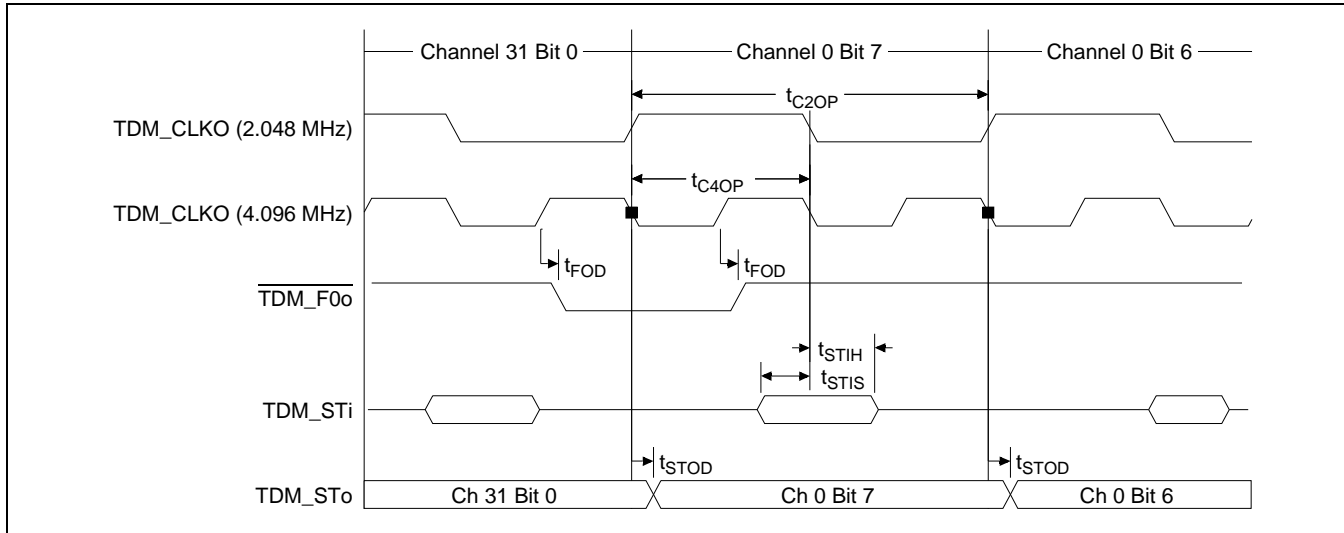 Channel 31 Bit 0 Channel 0 Bit 7 Channel 0 Bit 6
tC2OP
TDM_CLKO (2.048 MHz)
tC4OP
TDM_CLKO (4.096 MHz)
tFOD tFOD
TDM_F0o
tSTIH
tSTIS
TDM_STi
tSTOD tSTOD
TDM_STo Ch 31 Bit 0 Ch 0 Bit 7 Ch 0 Bit 6